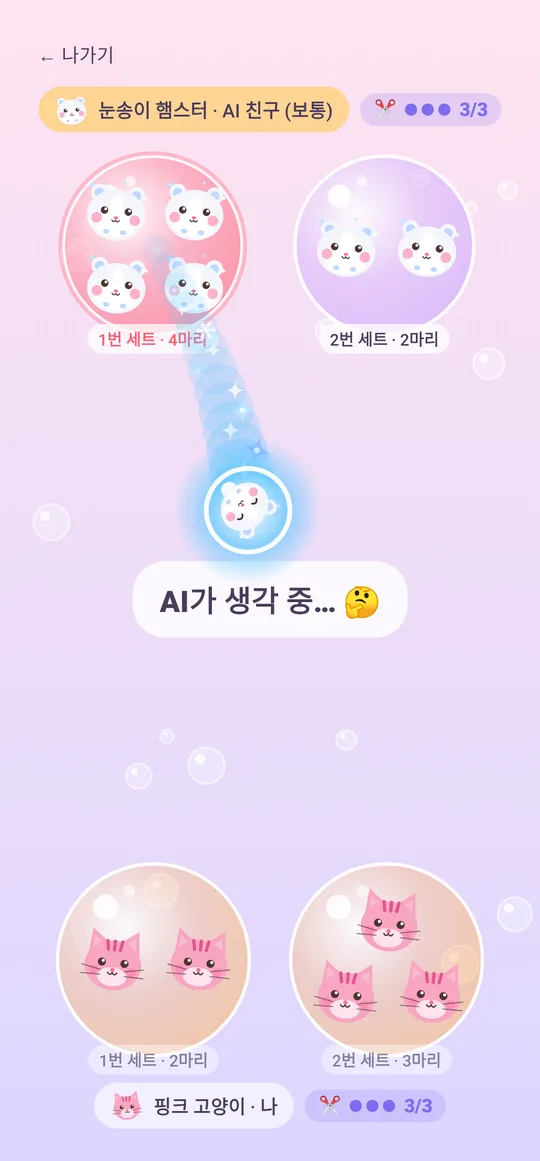 ← 나가기
눈송이 햄스터 · AI 친구 (보통)
3/3
1번 세트 · 4마리
2번 세트 · 2마리
AI가 생각 중... 🤔
1번 세트 · 2마리
2번 세트 · 3마리
핑크 고양이 · 나
3/3